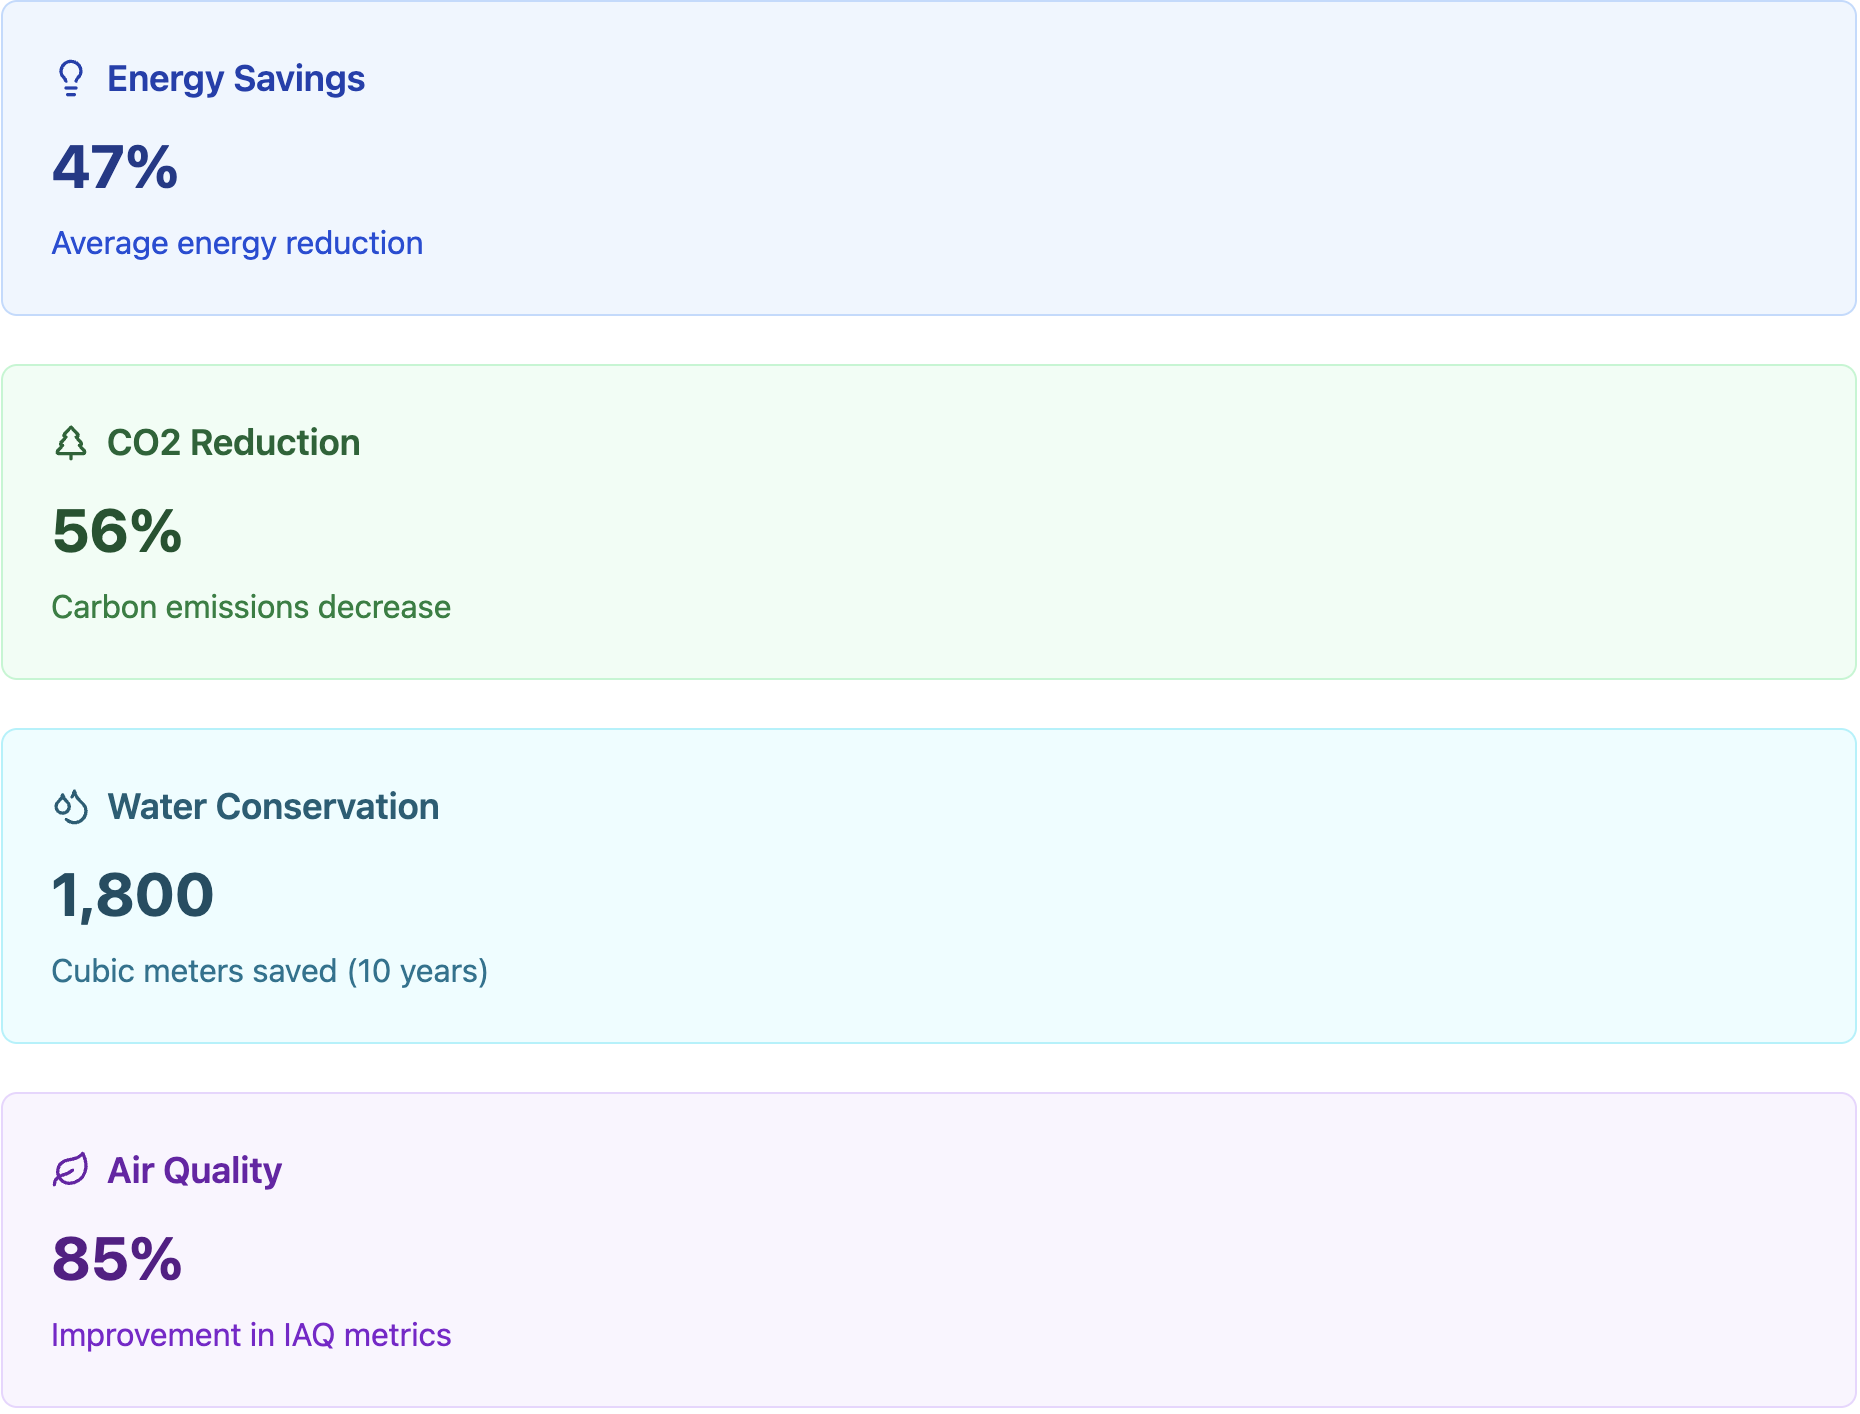 Energy Savings
47%
Average energy reduction
CO2 Reduction
56%
Carbon emissions decrease
Water Conservation
1,800
Cubic meters saved (10 years)
Air Quality
85%
Improvement in IAQ metrics